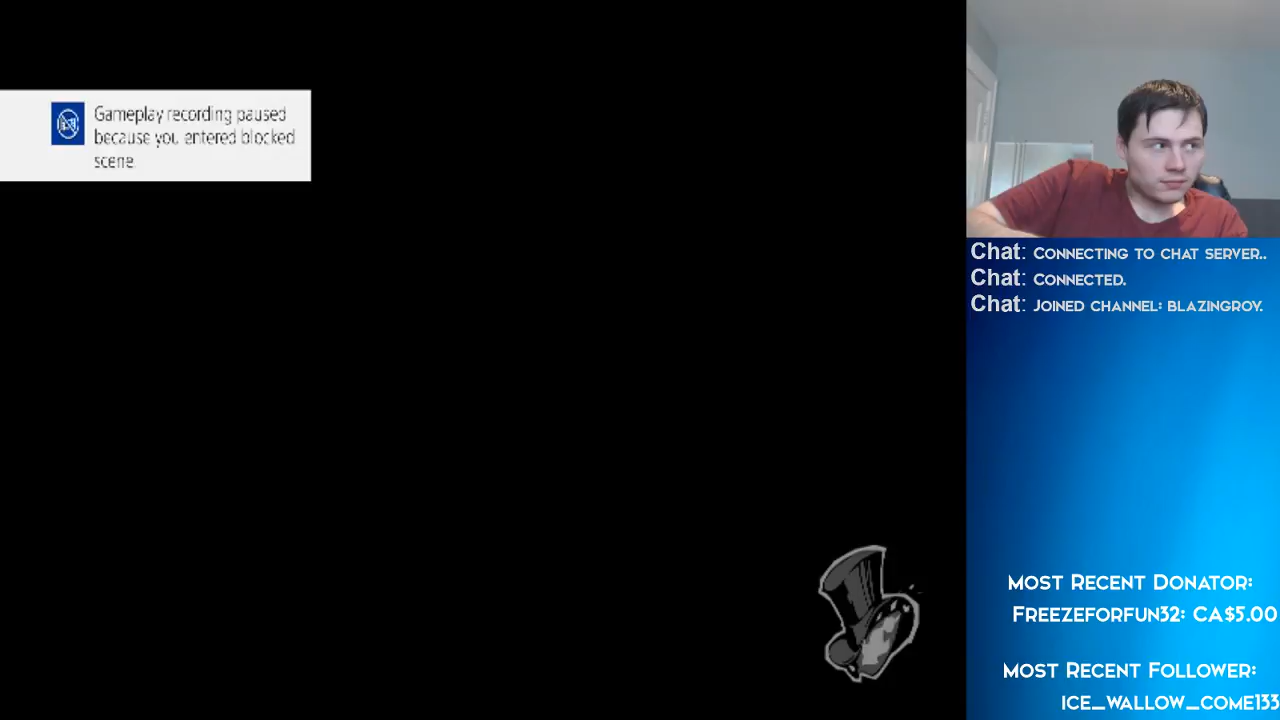 Gameplay recording paused
because you entered blocked
scene.
Chat: Connecting to chat server..
Chat: Connected.
Chat: Joined channel: blazingroy.
Most Recent Donator:
Freezeforfun32: CA$5.00
Most Recent Follower:
ice_wallow_come133